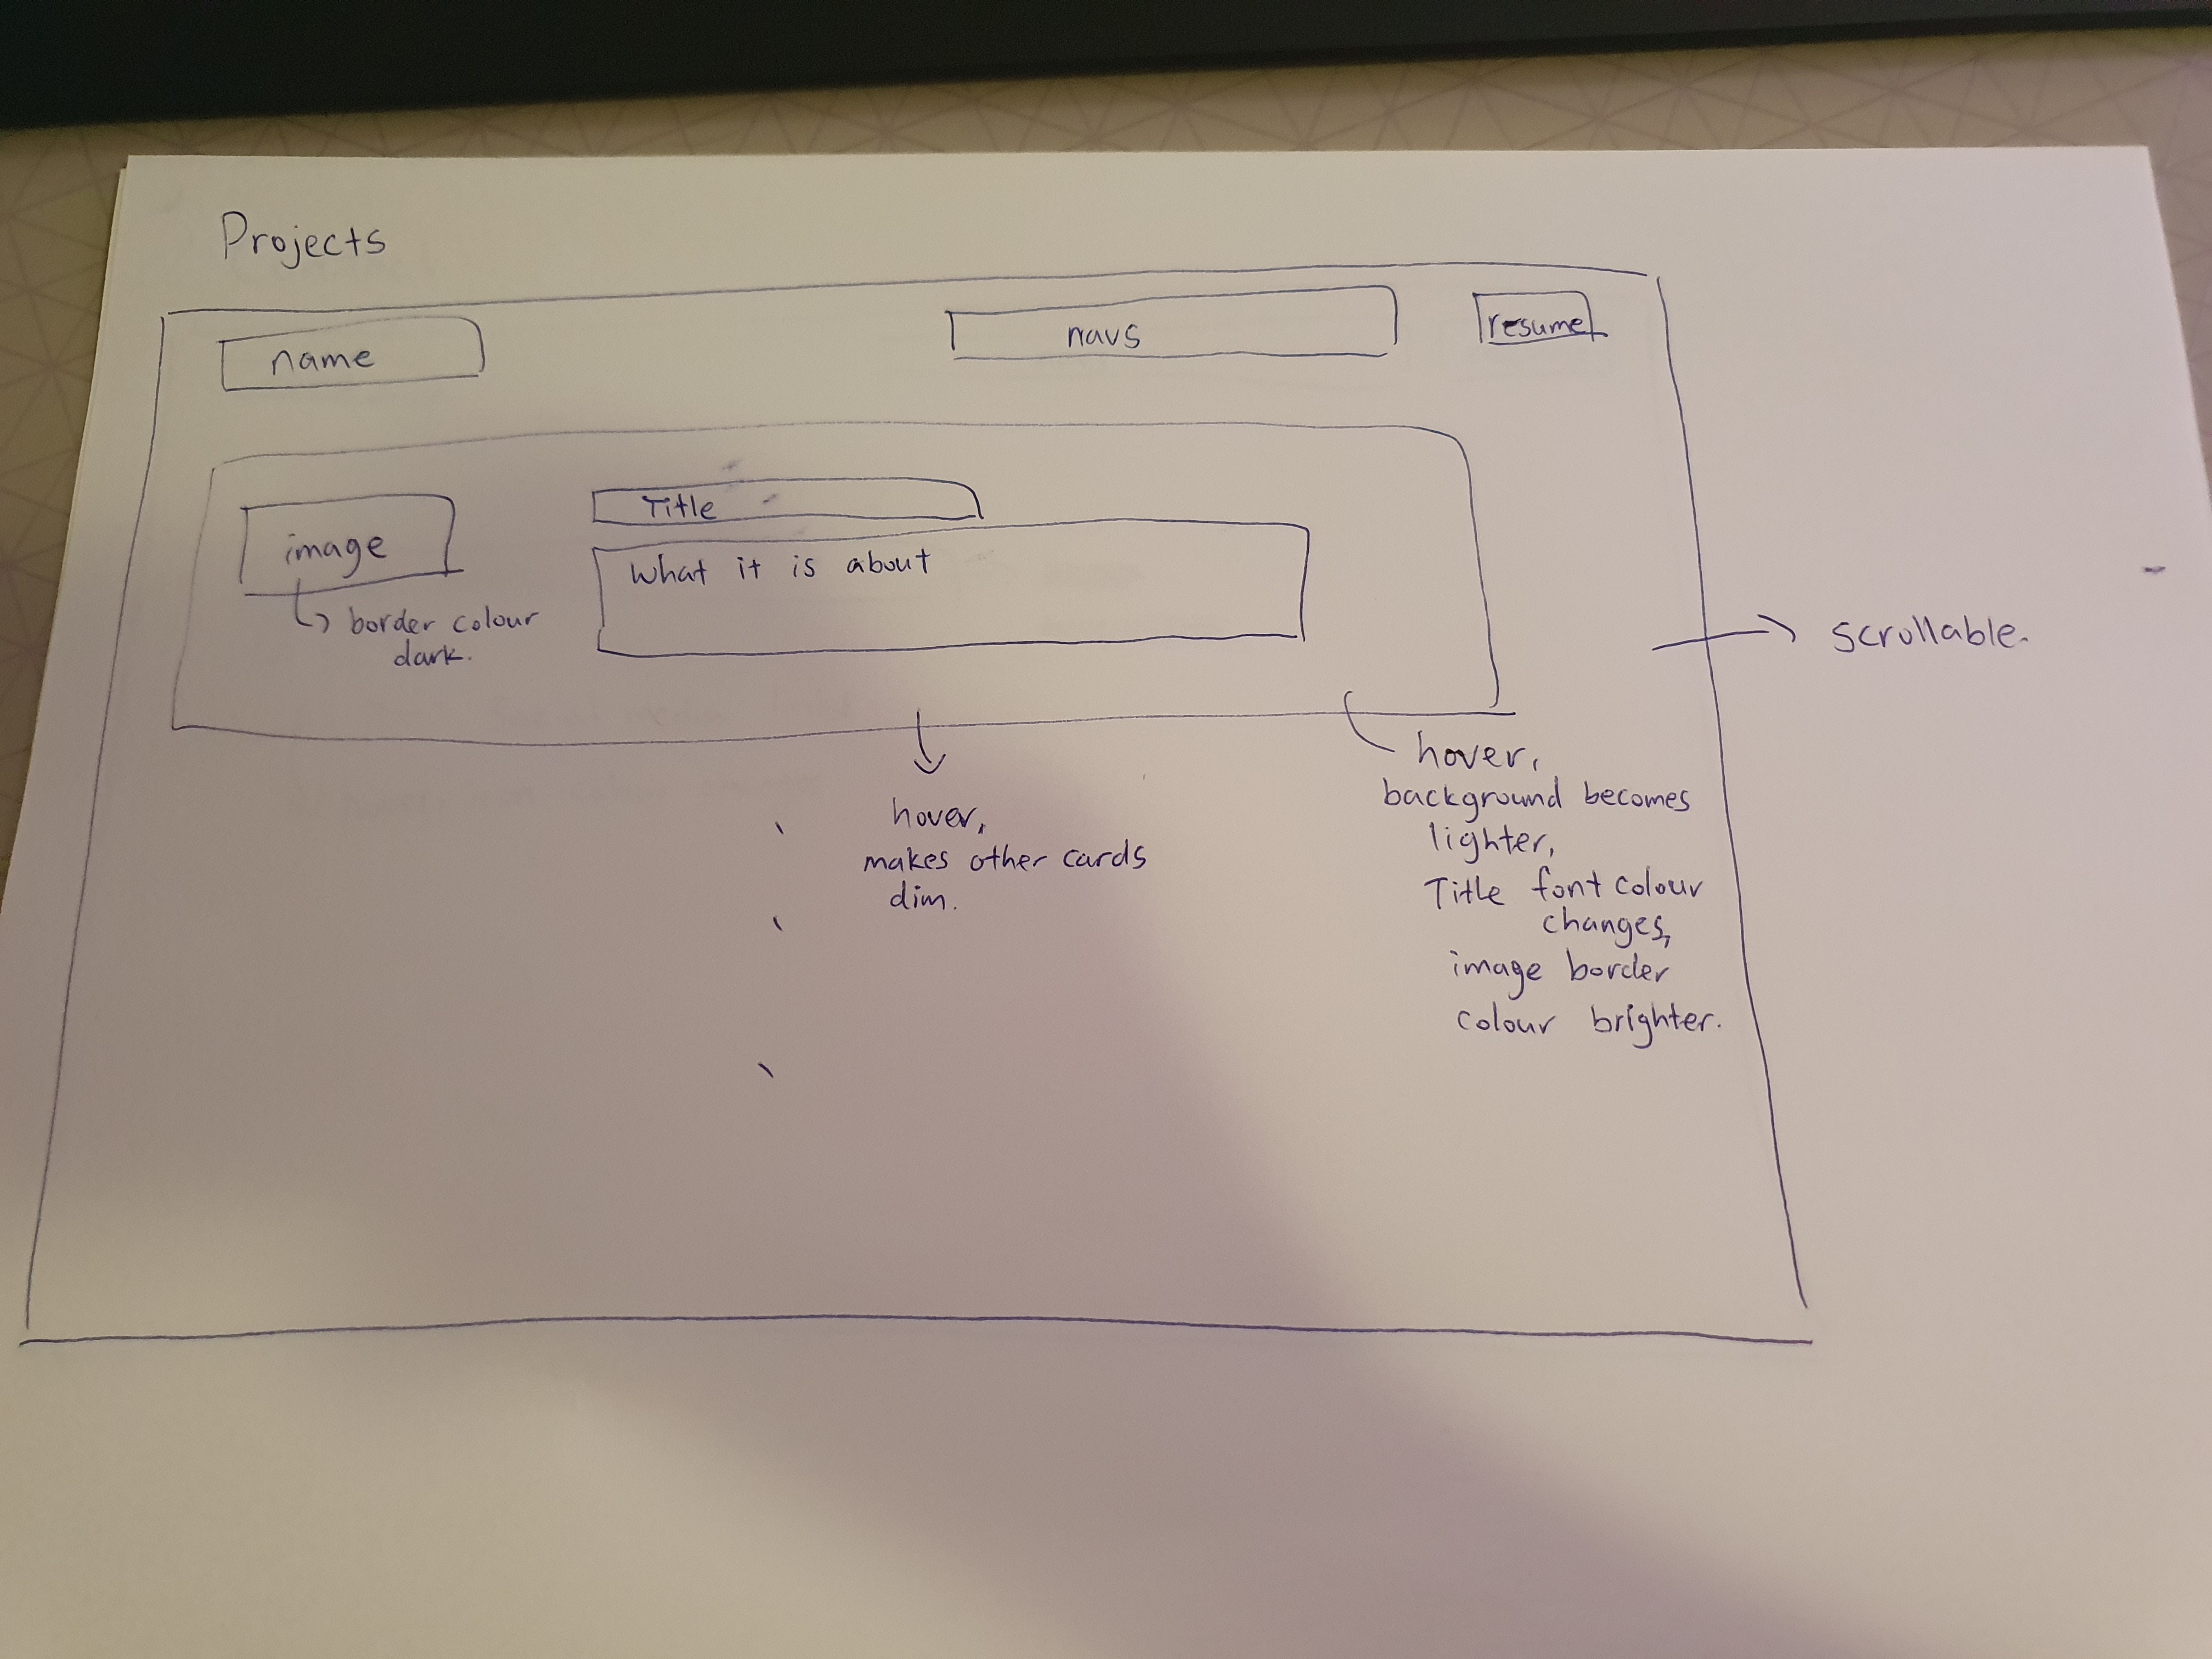 Projects
name
navs
resume
image
Title
What it is about
border colour
dark.
scrollable.
hover,
makes other cards
dim.
hover,
background becomes
lighter,
Title font colour
changes,
image border
colour brighter.